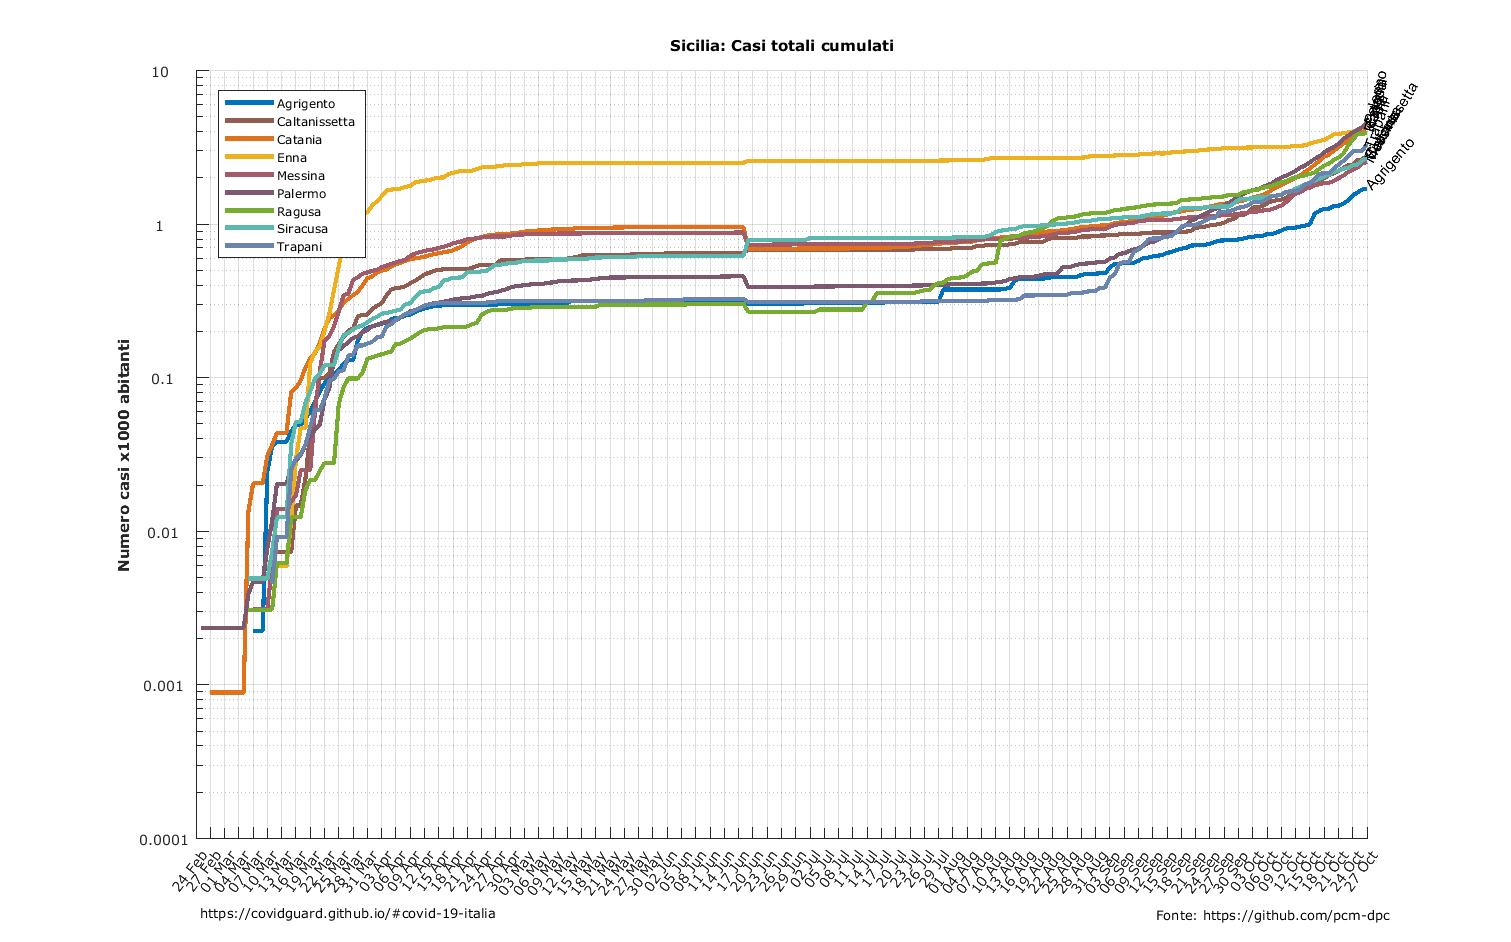 Sicilia: Casi totali cumulati
10
1
0.1
0.01
0.001
0.0001
Numero casi x1000 abitanti
Agrigento
Caltanissetta
Catania
Enna
Messina
Palermo
Ragusa
Siracusa
Trapani
Agrigento
24 Feb
27 Feb
01 Mar
04 Mar
07 Mar
10 Mar
13 Mar
16 Mar
19 Mar
22 Mar
25 Mar
28 Mar
31 Mar
03 Apr
06 Apr
09 Apr
12 Apr
15 Apr
18 Apr
21 Apr
24 Apr
27 Apr
30 Apr
03 May
06 May
09 May
12 May
15 May
18 May
21 May
24 May
27 May
30 May
02 Jun
05 Jun
08 Jun
11 Jun
14 Jun
17 Jun
20 Jun
23 Jun
26 Jun
29 Jun
02 Jul
05 Jul
08 Jul
11 Jul
14 Jul
17 Jul
20 Jul
23 Jul
26 Jul
29 Jul
01 Aug
04 Aug
07 Aug
10 Aug
13 Aug
16 Aug
19 Aug
22 Aug
25 Aug
28 Aug
31 Aug
03 Sep
06 Sep
09 Sep
12 Sep
15 Sep
18 Sep
21 Sep
24 Sep
27 Sep
30 Sep
03 Oct
06 Oct
09 Oct
12 Oct
15 Oct
18 Oct
21 Oct
24 Oct
27 Oct
https://covidguard.github.io/#covid-19-italia
Fonte: https://github.com/pcm-dpc